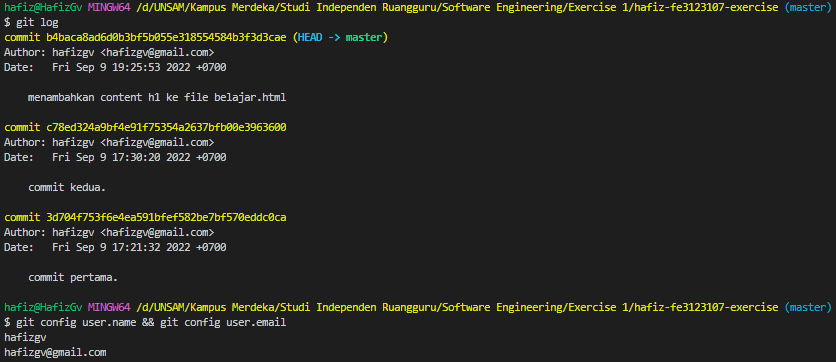 hafiz@HafizGv MINGW64 /d/UNSAM/Kampus Merdeka/Studi Independen Ruangguru/Software Engineering/Exercise 1/hafiz-fe3123107-exercise (master)
$ git log
commit b4baca8ad6d0b3bf5b055e318554584b3f3d3cae (HEAD -> master)
Author: hafizgv <hafizgv@gmail.com>
Date:   Fri Sep 9 19:25:53 2022 +0700
    menambahkan content h1 ke file belajar.html
commit c78ed324a9bf4e91f75354a2637bfb00e3963600
Author: hafizgv <hafizgv@gmail.com>
Date:   Fri Sep 9 17:30:20 2022 +0700
    commit kedua.
commit 3d704f753f6e4ea591bfef582be7bf570eddc0ca
Author: hafizgv <hafizgv@gmail.com>
Date:   Fri Sep 9 17:21:32 2022 +0700
    commit pertama.
hafiz@HafizGv MINGW64 /d/UNSAM/Kampus Merdeka/Studi Independen Ruangguru/Software Engineering/Exercise 1/hafiz-fe3123107-exercise (master)
$ git config user.name && git config user.email
hafizgv
hafizgv@gmail.com